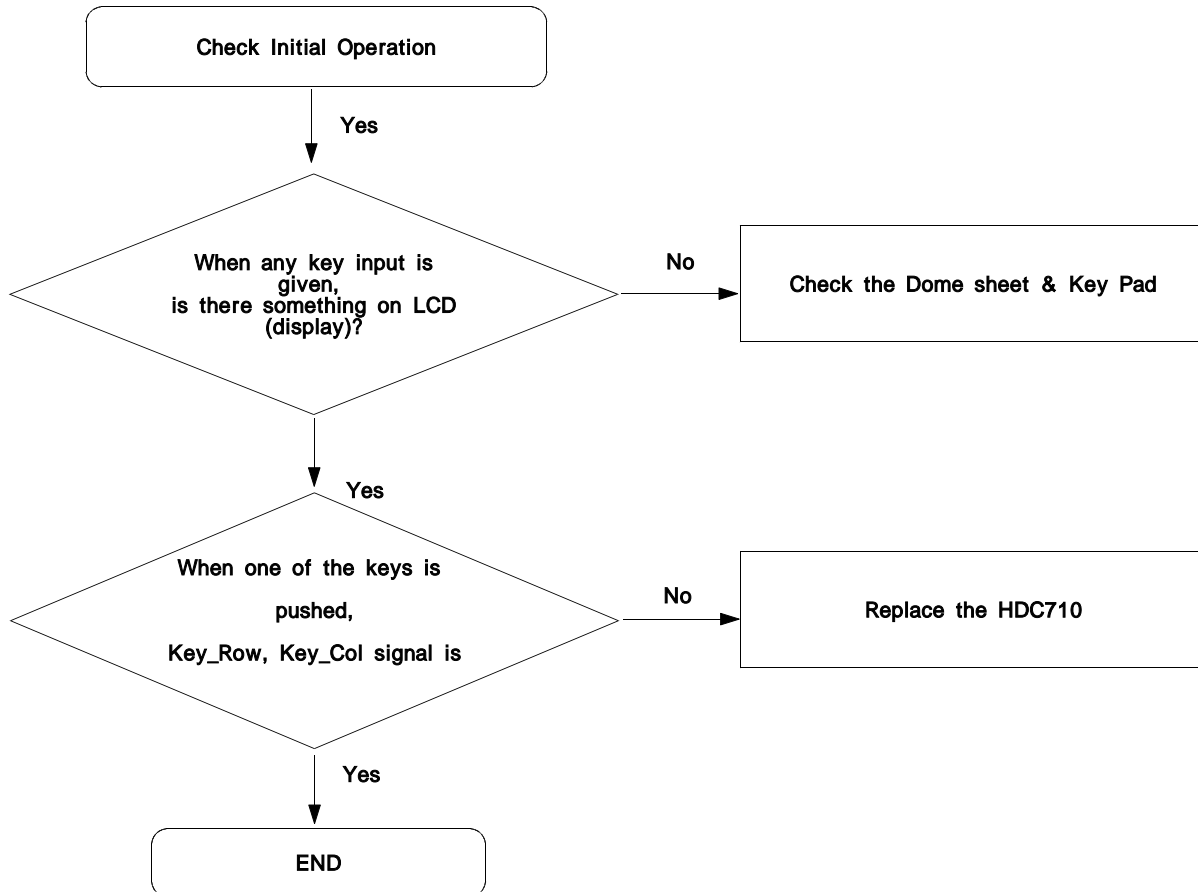 Check Initial Operation
Yes
When any key input is
given,
is there something on LCD
(display)?
No
Check the Dome sheet & Key Pad
Yes
When one of the keys is
pushed,
Key_Row, Key_Col signal is
No
Replace the HDC710
Yes
END